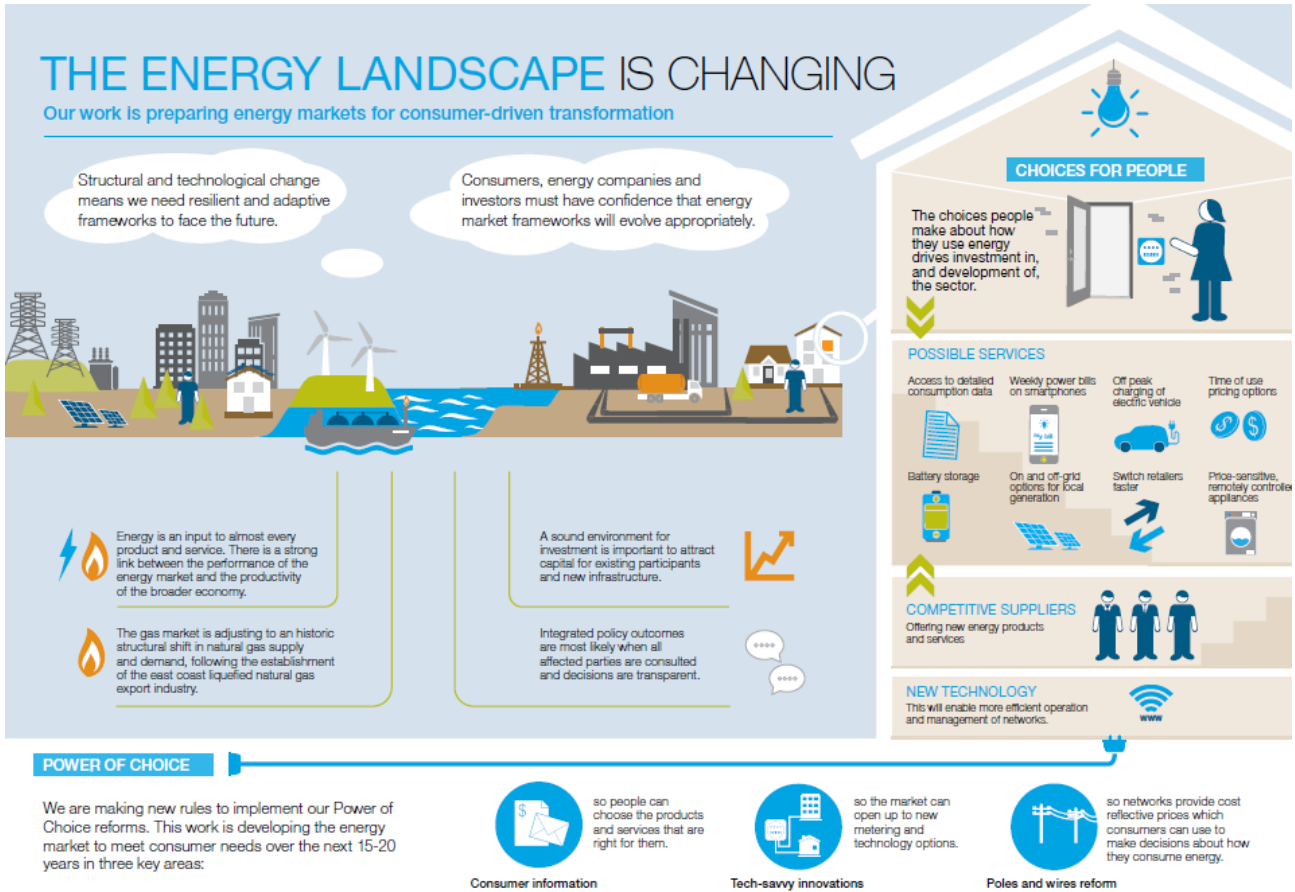 THE ENERGY LANDSCAPE IS CHANGING
Our work is preparing energy markets for consumer-driven transformation
Structural and technological change
means we need resilient and adaptive
frameworks to face the future.
Consumers, energy companies and
investors must have confidence that energy
market frameworks will evolve appropriately.
Energy is an input to almost every
product and service. There is a strong
link between the performance of the
energy market and the productivity
of the broader economy.
The gas market is adjusting to an historic
structural shift in natural gas supply
and demand, following the establishment
of the east coast liquefied natural gas
export industry.
A sound environment for
investment is important to attract
capital for existing participants
and new infrastructure.
Integrated policy outcomes
are most likely when all
affected parties are consulted
and decisions are transparent.
CHOICES FOR PEOPLE
The choices people
make about how
they use energy
drives investment in,
and development of,
the sector.
POSSIBLE SERVICES
Access to detailed
consumption data
Weekly power bills
on smartphones
My bill
Off peak
charging of
electric vehicle
Time of use
pricing options
$ $
Battery storage
On and off-grid
options for local
generation
Switch retailers
faster
Price-sensitive,
remotely controlled
appliances
COMPETITIVE SUPPLIERS
Offering new energy products
and services
NEW TECHNOLOGY
This will enable more efficient operation
and management of networks.
www
POWER OF CHOICE
We are making new rules to implement our Power of
Choice reforms. This work is developing the energy
market to meet consumer needs over the next 15-20
years in three key areas:
$
so people can
choose the products
and services that are
right for them.
Consumer information
so the market can
open up to new
metering and
technology options.
Tech-savvy innovations
so networks provide cost
reflective prices which
consumers can use to
make decisions about how
they consume energy.
Poles and wires reform